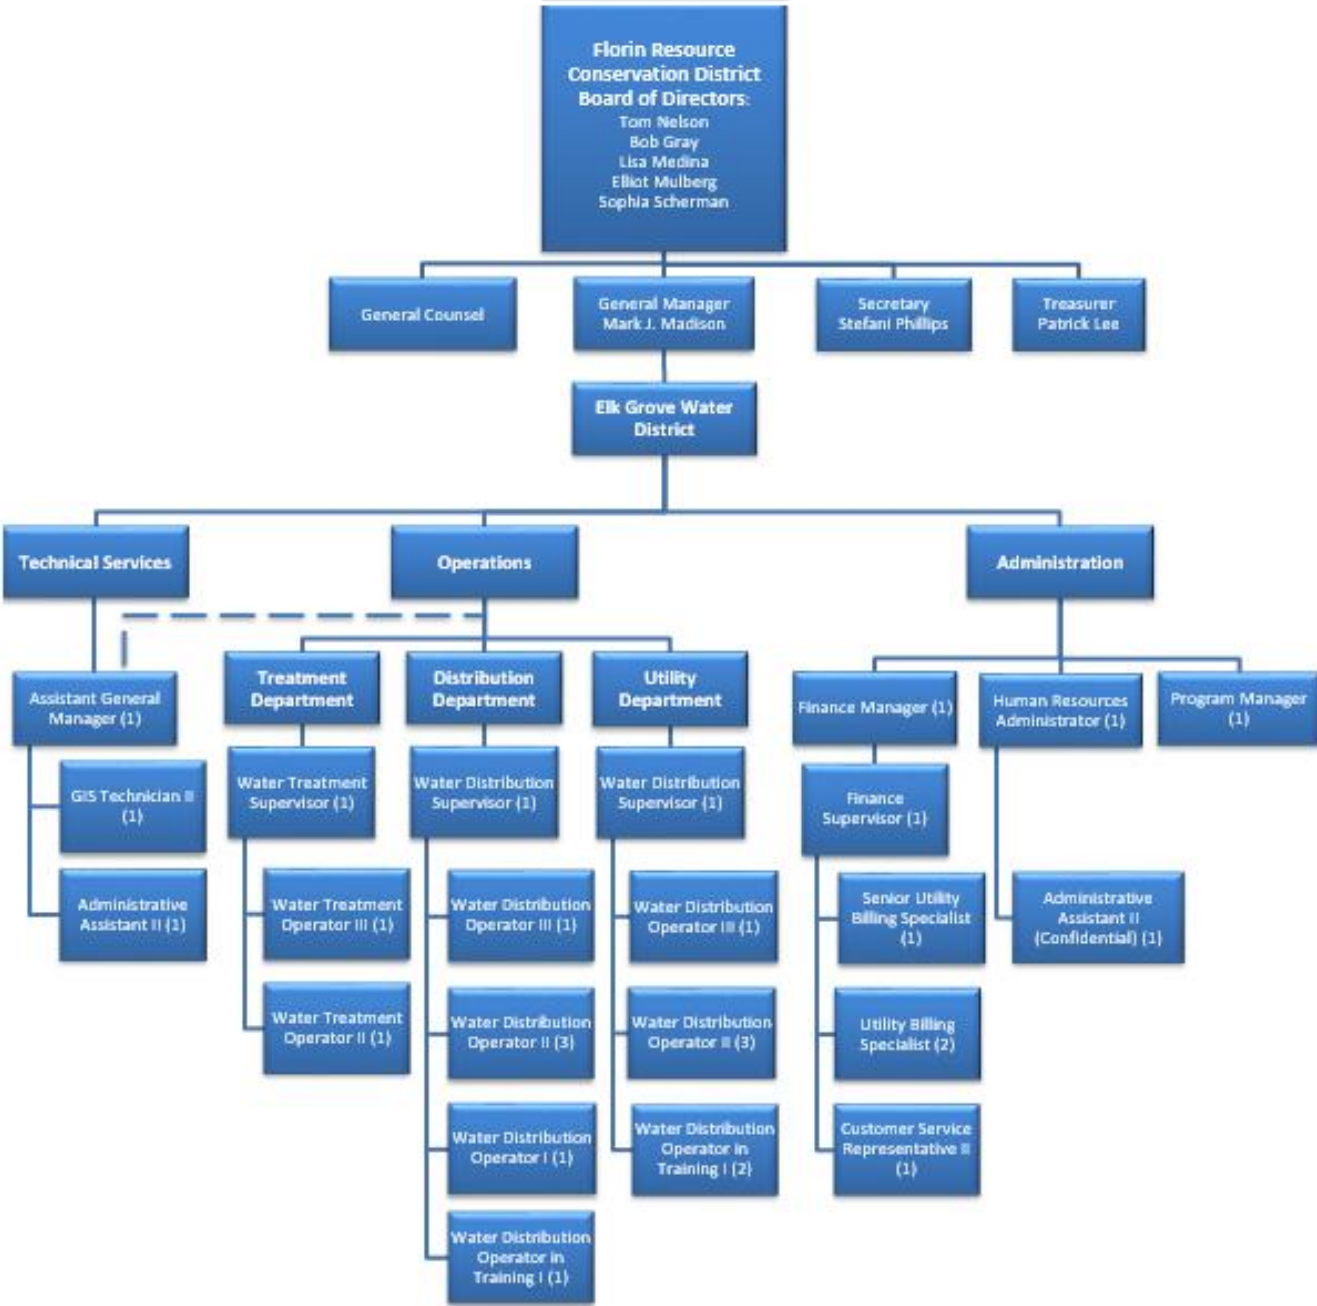 Florin Resource
Conservation District
Board of Directors:
Tom Nelson
Bob Gray
Lisa Medina
Elliot Mulberg
Sophia Scherman
General Counsel
General Manager
Mark J. Madison
Secretary
Stefani Phillips
Treasurer
Patrick Lee
Elk Grove Water
District
Technical Services
Operations
Administration
Assistant General
Manager (1)
GIS Technician II
(1)
Administrative
Assistant II (1)
Treatment
Department
Water Treatment
Supervisor (1)
Water Treatment
Operator III (1)
Water Treatment
Operator II (1)
Distribution
Department
Water Distribution
Supervisor (1)
Water Distribution
Operator III (1)
Water Distribution
Operator II (3)
Water Distribution
Operator I (1)
Water Distribution
Operator in
Training I (1)
Utility
Department
Water Distribution
Supervisor (1)
Water Distribution
Operator III (1)
Water Distribution
Operator II (3)
Water Distribution
Operator in
Training I (2)
Finance Manager (1)
Finance
Supervisor (1)
Senior Utility
Billing Specialist
(1)
Utility Billing
Specialist (2)
Customer Service
Representative II
(1)
Human Resources
Administrator (1)
Administrative
Assistant II
(Confidential) (1)
Program Manager
(1)